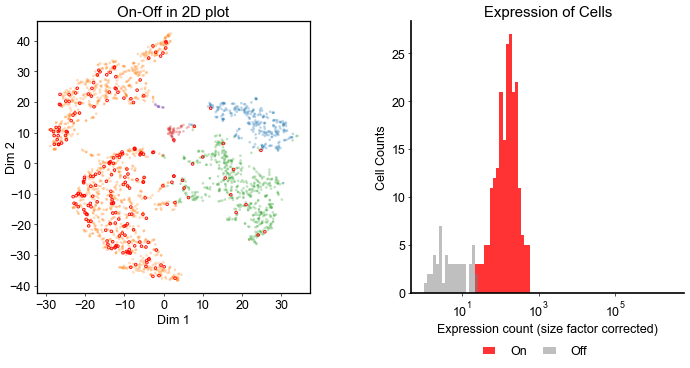 On-Off in 2D plot
Dim 2
40
30
20
10
0
−10
−20
−30
−40
−30 −20 −10 0 10 20 30
Dim 1
Expression of Cells
Cell Counts
25
20
15
10
5
0
10^1 10^3 10^5
Expression count (size factor corrected)
On Off